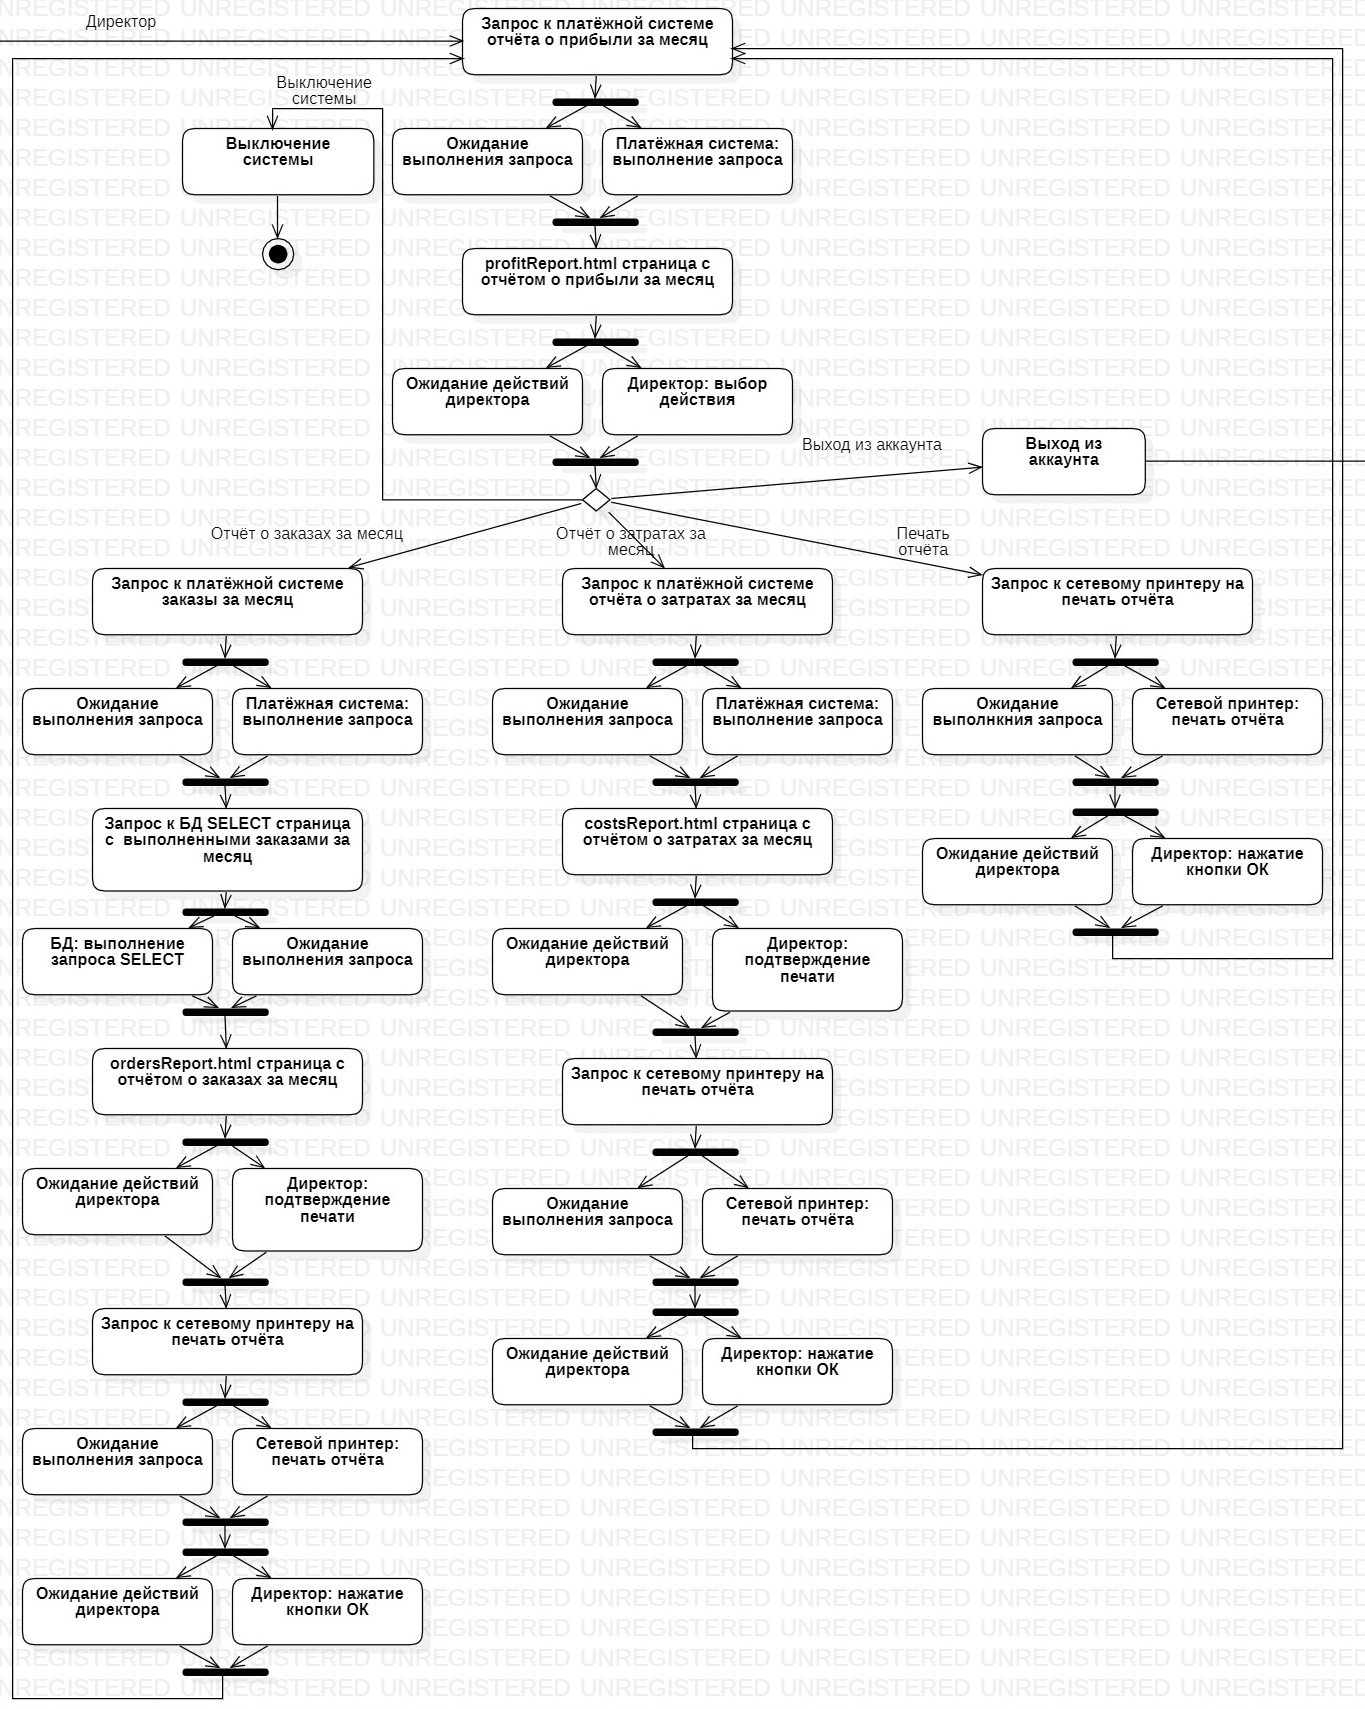 Директор
Запрос к платёжной системе
отчёта о прибыли за месяц
Выключение
системы
Выключение
системы
Ожидание
выполнения запроса
Платёжная система:
выполнение запроса
profitReport.html страница с
отчётом о прибыли за месяц
Ожидание действий
директора
Директор: выбор
действия
Выход из аккаунта
Выход из
аккаунта
Отчёт о заказах за месяц
Отчёт о затратах за
месяц
Печать
отчёта
Запрос к платёжной системе
заказы за месяц
Запрос к платёжной системе
отчёта о затратах за месяц
Запрос к сетевому принтеру на
печать отчёта
Ожидание
выполнения запроса
Платёжная система:
выполнение запроса
Ожидание
выполнения запроса
Платёжная система:
выполнение запроса
Ожидание
выполнкния запроса
Сетевой принтер:
печать отчёта
Запрос к БД SELECT страница
с  выполненными заказами за
месяц
costsReport.html страница с
отчётом о затратах за месяц
Ожидание действий
директора
Директор: нажатие
кнопки ОК
БД: выполнение
запроса SELECT
Ожидание
выполнения запроса
Ожидание действий
директора
Директор:
подтверждение
печати
ordersReport.html страница с
отчётом о заказах за месяц
Запрос к сетевому принтеру на
печать отчёта
Ожидание действий
директора
Директор:
подтверждение
печати
Ожидание
выполнения запроса
Сетевой принтер:
печать отчёта
Запрос к сетевому принтеру на
печать отчёта
Ожидание действий
директора
Директор: нажатие
кнопки ОК
Ожидание
выполнения запроса
Сетевой принтер:
печать отчёта
Ожидание действий
директора
Директор: нажатие
кнопки ОК
UNREGISTERED